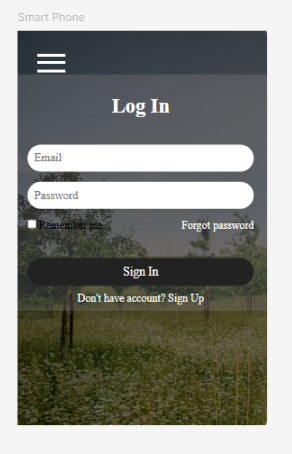 Smart Phone
Log In
Email
Password
Remember me Forgot password
Sign In
Don't have account? Sign Up